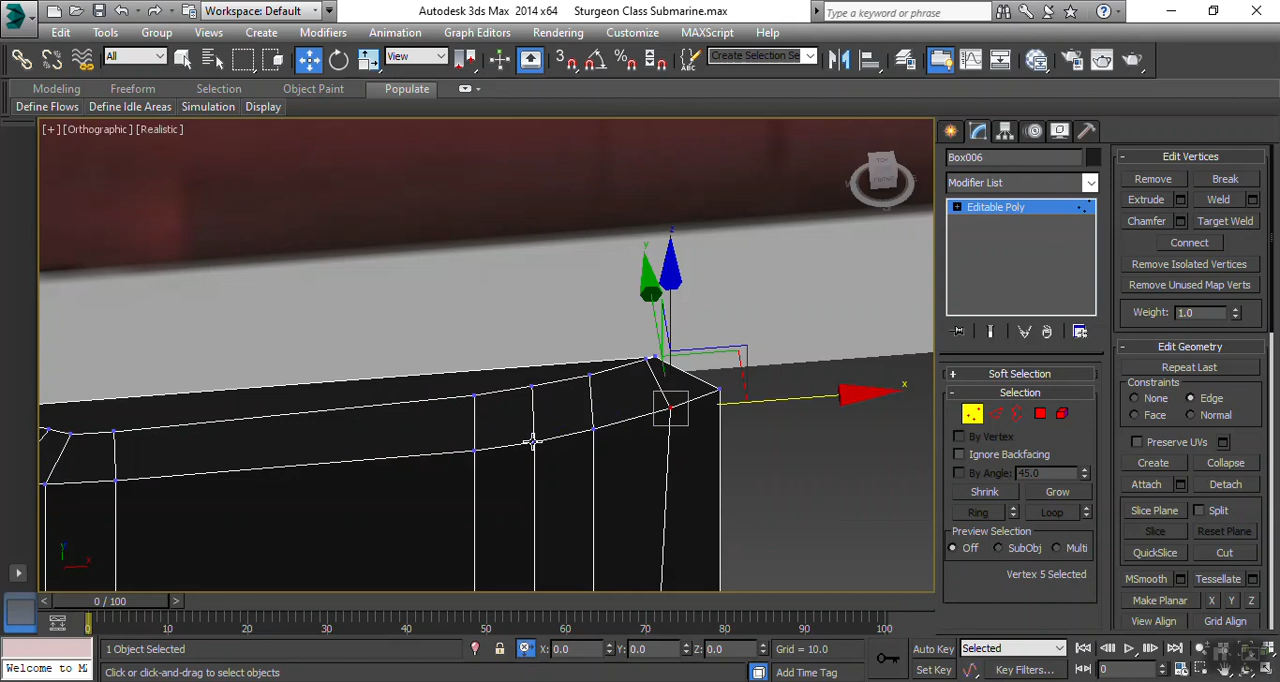 Workspace: Default
Autodesk 3ds Max 2014 x64 Sturgeon Class Submarine.max
Type a keyword or phrase
Edit Tools Group Views Create Modifiers Animation Graph Editors Rendering Customize MAXScript Help
All View 3 Create Selection Se
Modeling Freeform Selection Object Paint Populate
Define Flows Define Idle Areas Simulation Display
[+] [Orthographic ] [Realistic ]
TOP
FRONT
z
y
x
y
x
Box006
Modifier List
Editable Poly
Soft Selection
Selection
By Vertex
Ignore Backfacing
By Angle: 45.0
Shrink Grow
Ring Loop
Preview Selection
Off SubObj Multi
Vertex 5 Selected
Edit Vertices
Remove Break
Extrude Weld
Chamfer Target Weld
Connect
Remove Isolated Vertices
Remove Unused Map Verts
Weight: 1.0
Edit Geometry
Repeat Last
Constraints
None Edge
Face Normal
Preserve UVs
Create Collapse
Attach Detach
Slice Plane Split
Slice Reset Plane
QuickSlice Cut
MSmooth Tessellate
Make Planar X Y Z
View Align Grid Align
< 0 / 100 >
0 10 20 30 40 50 60 70 80 90 100
1 Object Selected X: 0.0 Y: 0.0 Z: 0.0 Grid = 10.0 Auto Key Selected
Welcome to M Click or click-and-drag to select objects Add Time Tag Set Key Key Filters... 0